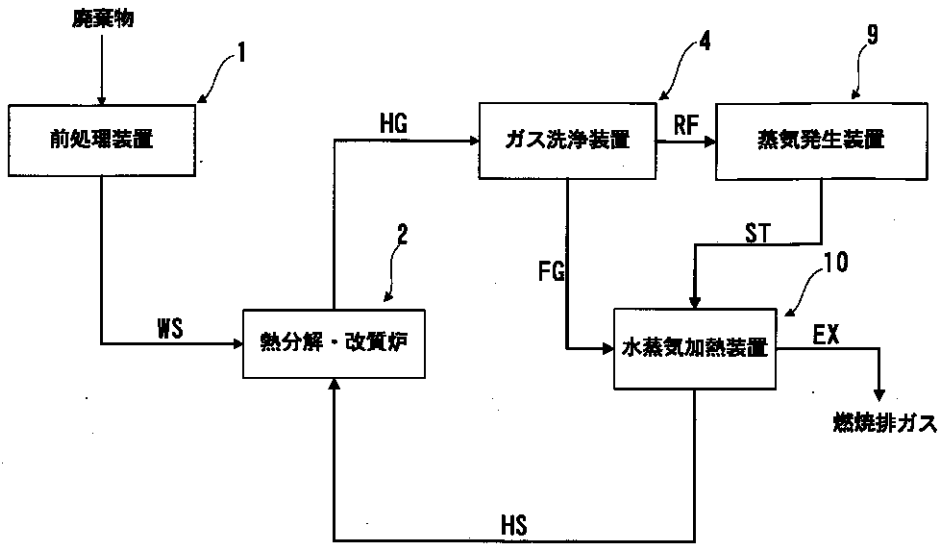 廃棄物
1
前処理装置
HG
4
ガス洗浄装置
RF
9
蒸気発生装置
WS
2
熱分解・改質炉
FG
ST
10
水蒸気加熱装置
EX
燃焼排ガス
HS